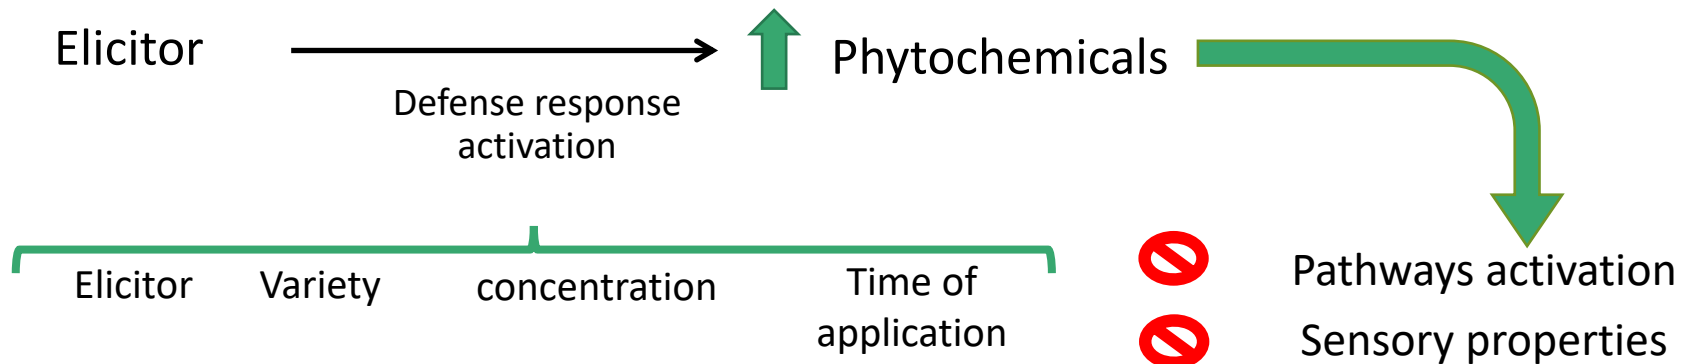 Elicitor
Phytochemicals
Defense response
activation
Elicitor
Variety
concentration
Time of
application
Pathways activation
Sensory properties